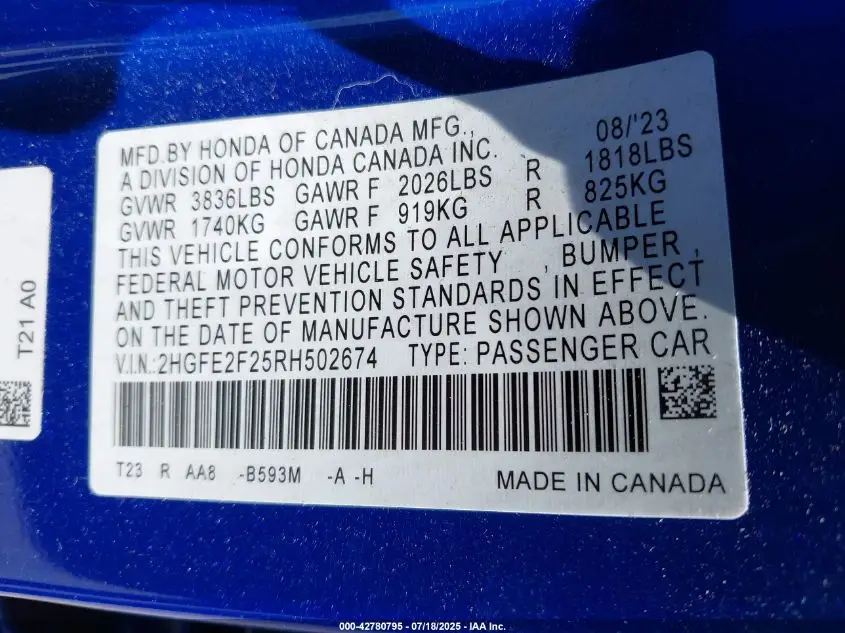 MFD.BY HONDA OF CANADA MFG., 08/'23
A DIVISION OF HONDA CANADA INC.
GVWR 3836LBS GAWR F 2026LBS R 1818LBS
GVWR 1740KG GAWR F 919KG R 825KG
THIS VEHICLE CONFORMS TO ALL APPLICABLE
FEDERAL MOTOR VEHICLE SAFETY , BUMPER ,
AND THEFT PREVENTION STANDARDS IN EFFECT
ON THE DATE OF MANUFACTURE SHOWN ABOVE.
V.I.N.:2HGFE2F25RH502674 TYPE: PASSENGER CAR
T23 R AA8 -B593M -A -H MADE IN CANADA
T21 A0
000-42780795 - 07/18/2025 - IAA Inc.